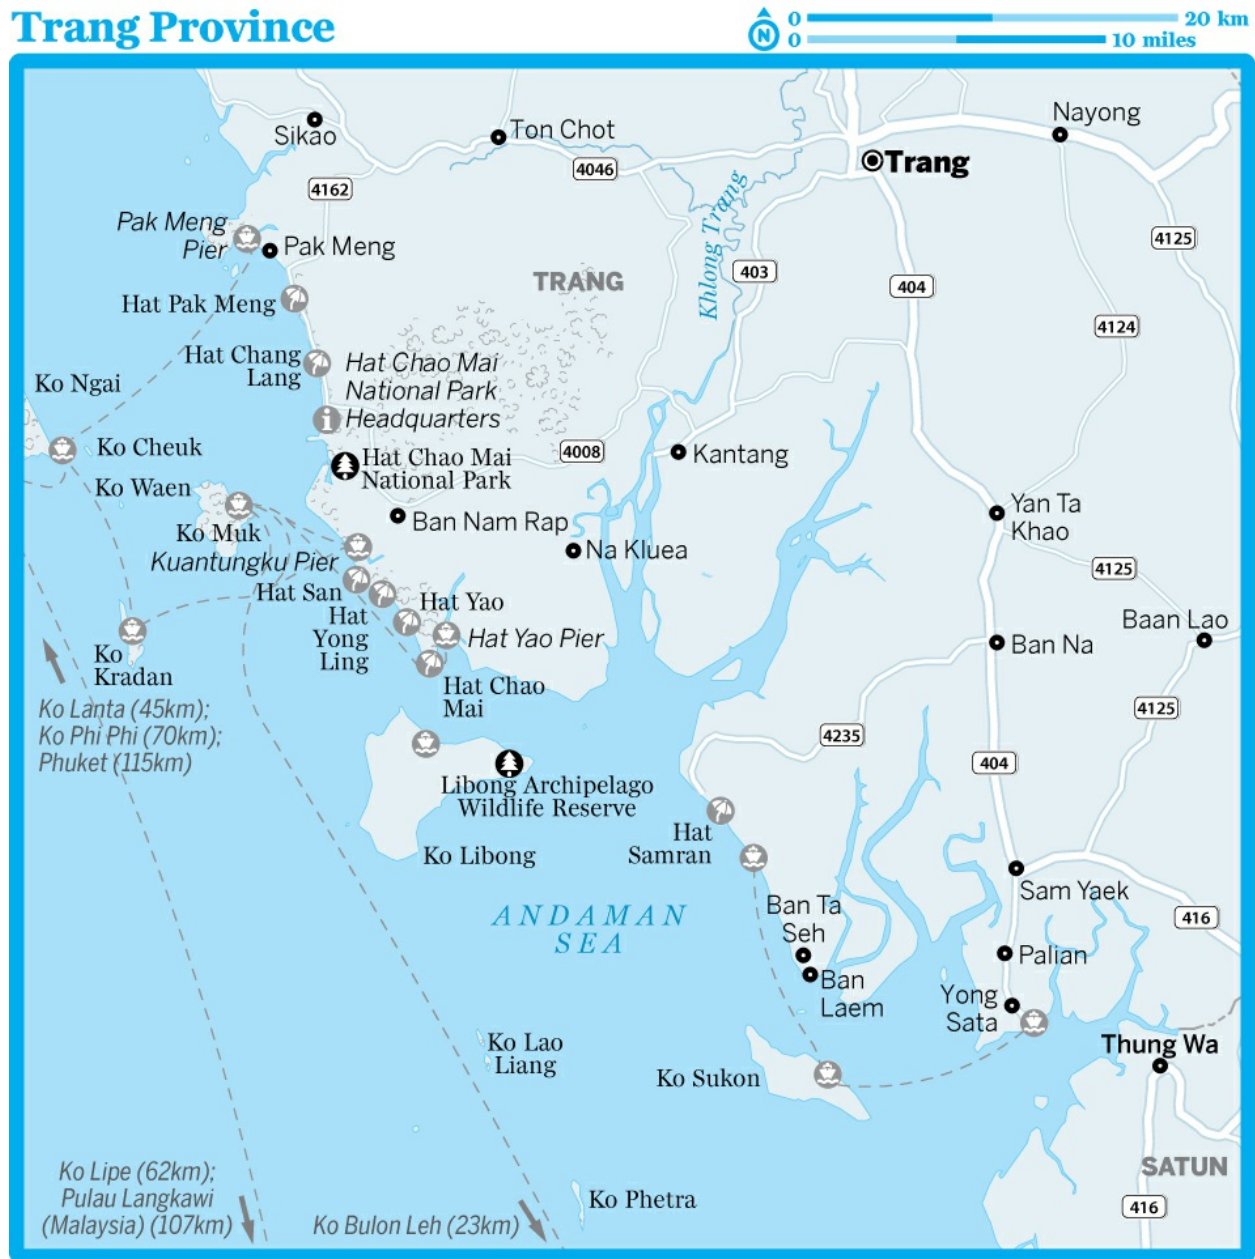 Trang Province
0 20 km
0 10 miles
N
Sikao
Ton Chot
Nayong
Trang
4046
4162
Khlong Trang
Pak Meng
Pier
Pak Meng
4125
TRANG
403
404
Hat Pak Meng
4124
Hat Chang
Lang
Hat Chao Mai
National Park
Headquarters
Ko Ngai
Ko Cheuk
4008
Kantang
Hat Chao Mai
National Park
Ko Waen
Yan Ta
Khao
Ko Muk
Ban Nam Rap
Na Kluea
Kuantungku Pier
4125
Hat San
Hat Yao
Hat
Yong
Ling
Hat Yao Pier
Baan Lao
Ban Na
Ko
Kradan
Hat Chao
Mai
4125
Ko Lanta (45km);
Ko Phi Phi (70km);
Phuket (115km)
4235
404
Libong Archipelago
Wildlife Reserve
Hat
Samran
Ko Libong
Sam Yaek
ANDAMAN
SEA
Ban Ta
Seh
416
Palian
Ban
Laem
Yong
Sata
Ko Lao
Liang
Thung Wa
Ko Sukon
Ko Lipe (62km);
Pulau Langkawi
(Malaysia) (107km)
SATUN
Ko Phetra
416
Ko Bulon Leh (23km)